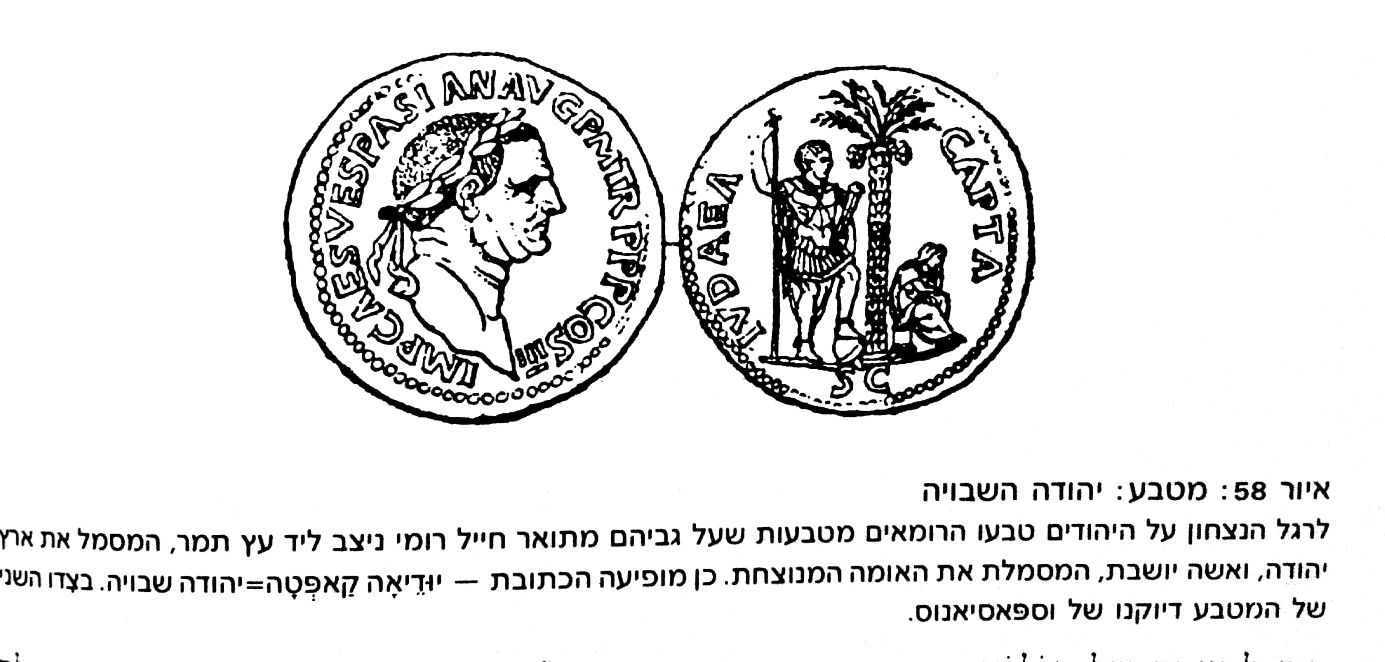 IMP CAES VESPASIAN AVG P M TR P P P COS III
IVDAEA CAPTA
S C
איור 58: מטבע: יהודה השבויה
לרגל הנצחון על היהודים טבעו הרומאים מטבעות שעל גביהם מתואר חייל רומי ניצב ליד עץ תמר, המסמל את ארץ
יהודה, ואשה יושבת, המסמלת את האומה המנוצחת. כן מופיעה הכתובת — יוּדֵיאָה קַאפְּטָה=יהודה שבויה. בצדו השני
של המטבע דיוקנו של וספאסיאנוס.